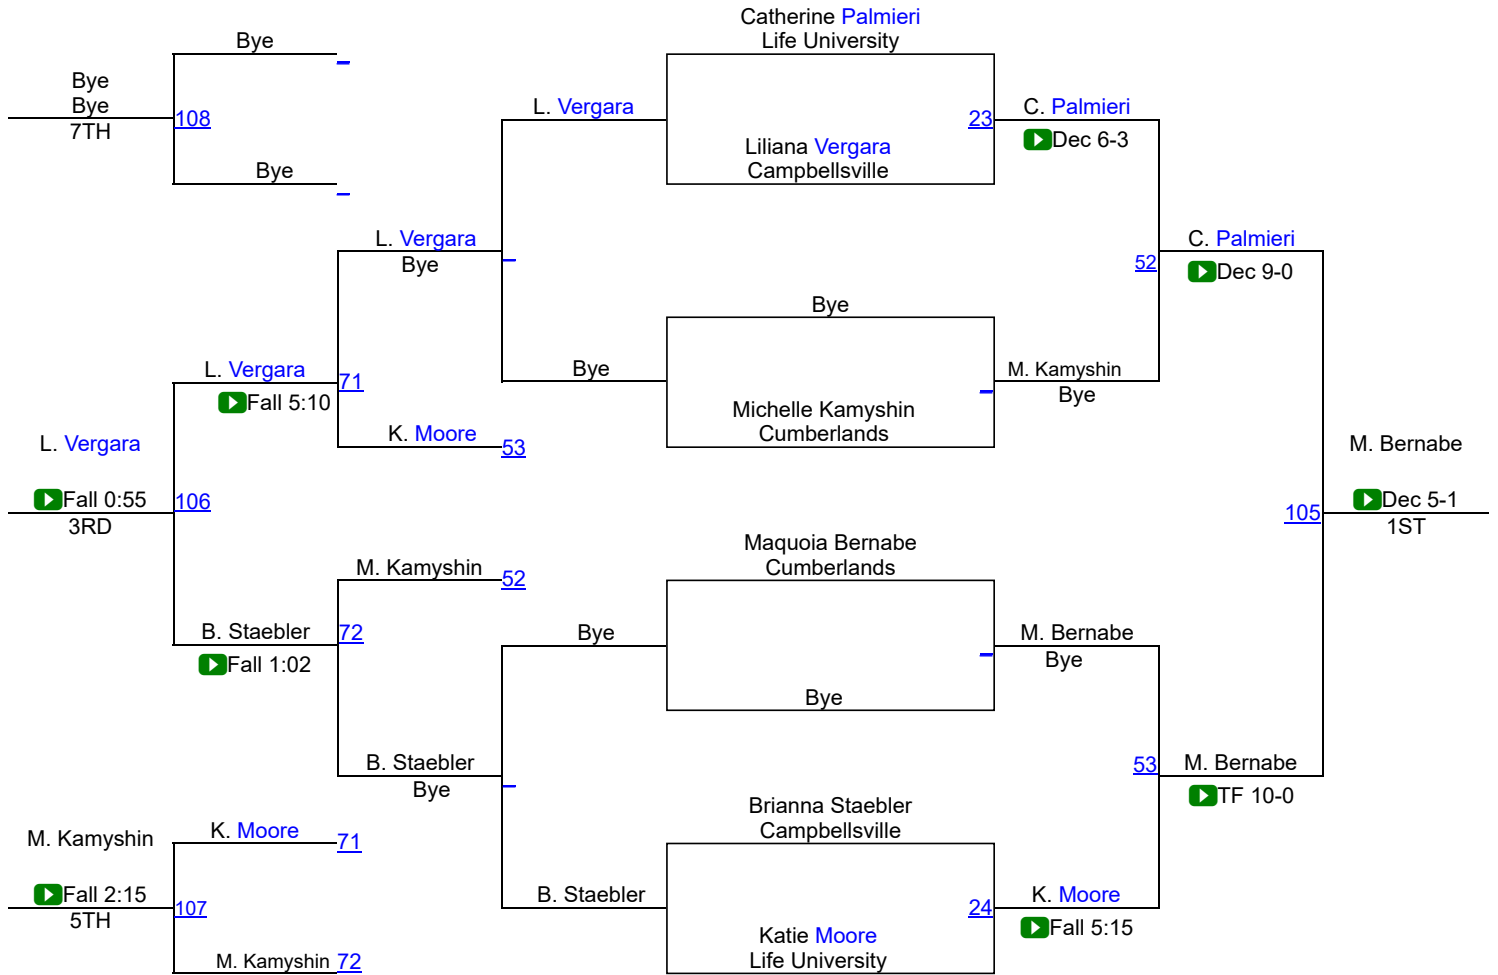 Catherine Palmieri
Life University
Bye
Bye
Bye
7TH
108
L. Vergara
23
C. Palmieri
Dec 6-3
Liliana Vergara
Campbellsville
Bye
L. Vergara
Bye
C. Palmieri
52
Dec 9-0
Bye
L. Vergara
71
Fall 5:10
Bye
M. Kamyshin
Bye
Michelle Kamyshin
Cumberlands
K. Moore
53
L. Vergara
Fall 0:55
3RD
106
M. Bernabe
105
Dec 5-1
1ST
Maquoia Bernabe
Cumberlands
M. Kamyshin
52
B. Staebler
72
Fall 1:02
Bye
M. Bernabe
Bye
Bye
B. Staebler
Bye
53
M. Bernabe
TF 10-0
Brianna Staebler
Campbellsville
M. Kamyshin
K. Moore
71
Fall 2:15
5TH
107
B. Staebler
24
K. Moore
Fall 5:15
Katie Moore
Life University
M. Kamyshin
72